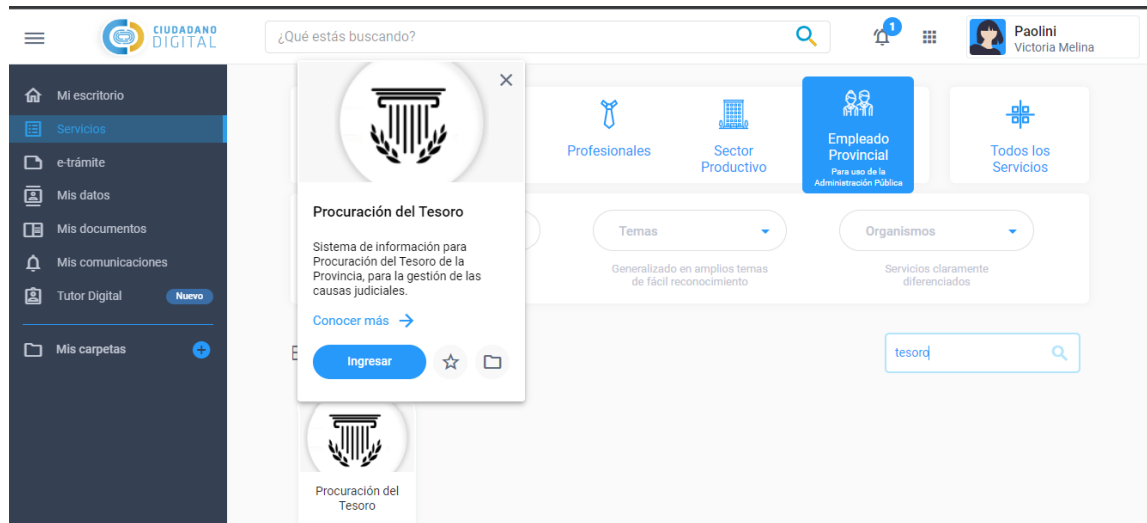 CIUDADANO
DIGITAL
¿Qué estás buscando?
1
Paolini
Victoria Melina
Mi escritorio
Servicios
e-trámite
Mis datos
Mis documentos
Mis comunicaciones
Tutor Digital Nuevo
Mis carpetas
Procuración del Tesoro
Sistema de información para
Procuración del Tesoro de la
Provincia, para la gestión de las
causas judiciales.
Conocer más
Ingresar
Profesionales
Sector
Productivo
Empleado
Provincial
Para uso de la
Administración Pública
Todos los
Servicios
Temas
Generalizado en amplios temas
de fácil reconocimiento
Organismos
Servicios claramente
diferenciados
tesoro
Procuración del
Tesoro